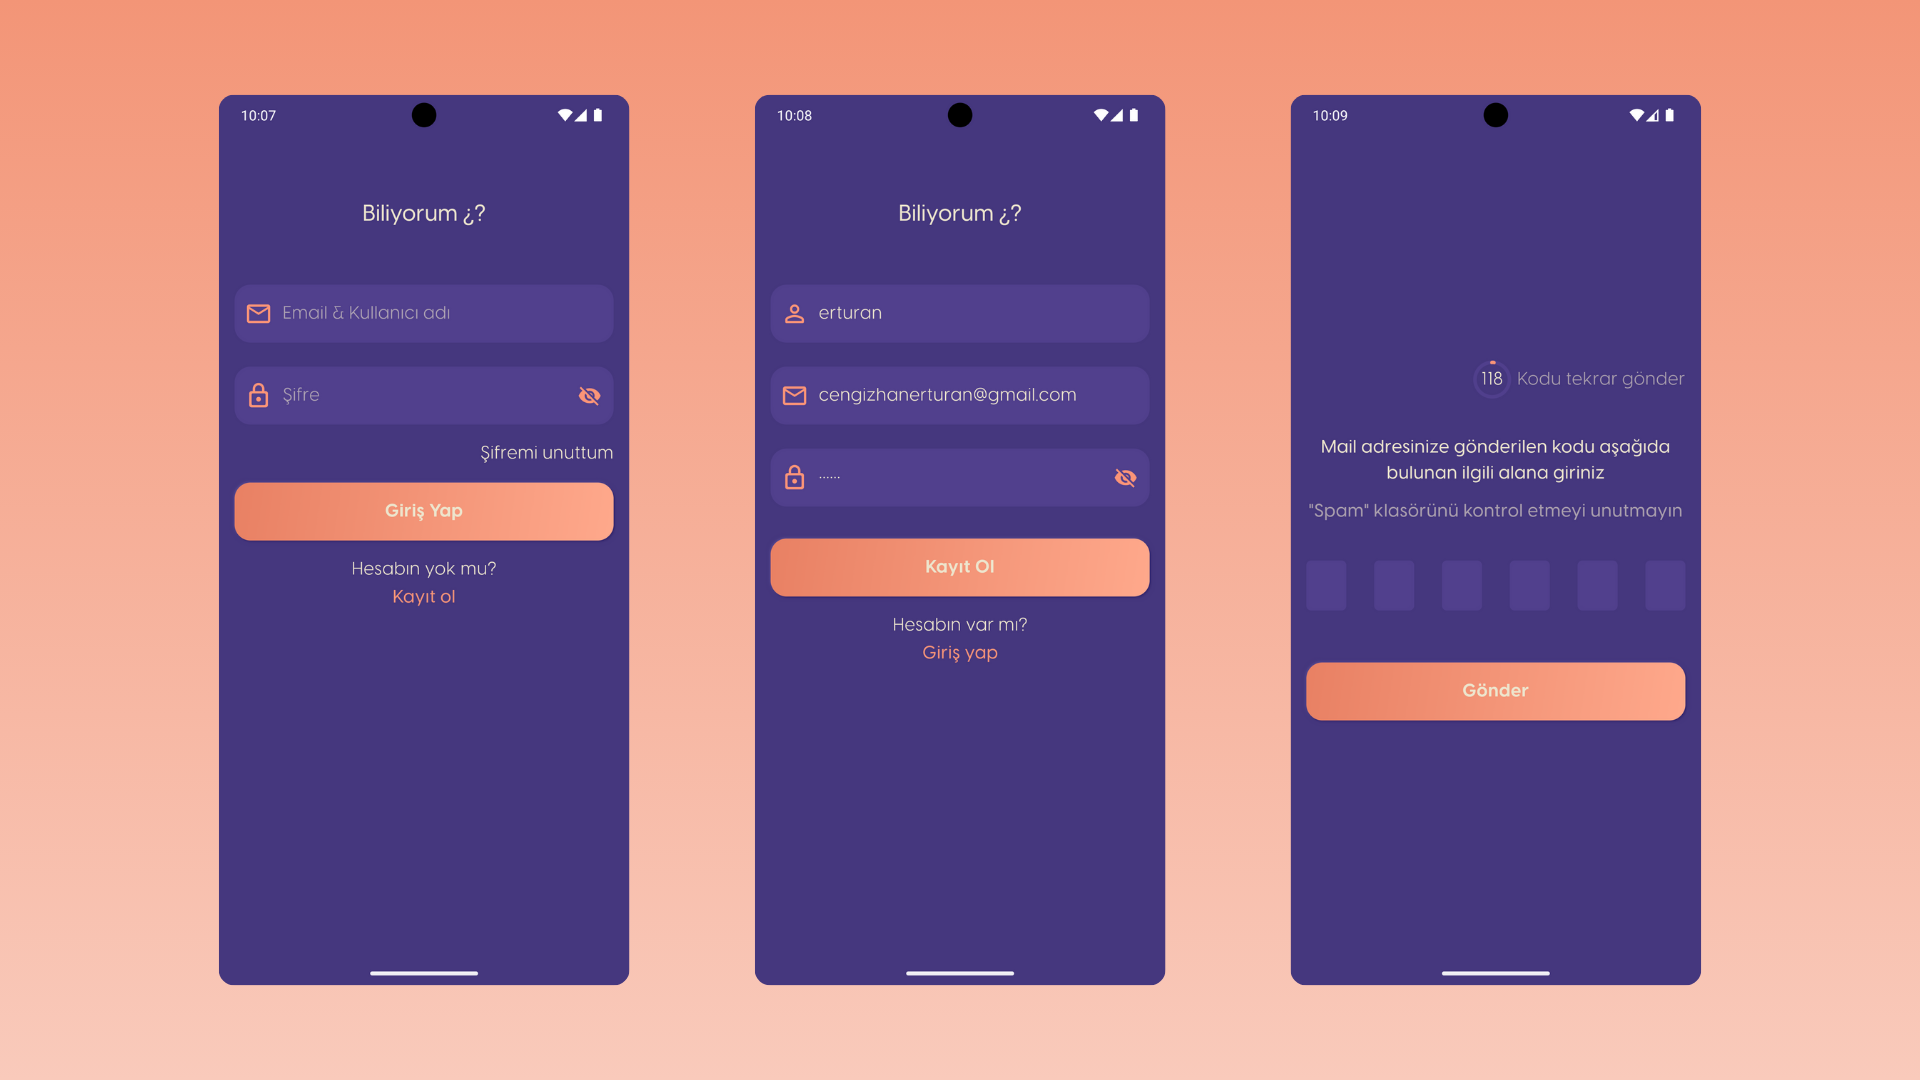 10:07
Biliyorum ¿?
Email & Kullanıcı adı
Şifre
Şifremi unuttum
Giriş Yap
Hesabın yok mu?
Kayıt ol
10:08
Biliyorum ¿?
erturan
cengizhanerturan@gmail.com
......
Kayıt Ol
Hesabın var mı?
Giriş yap
10:09
118 Kodu tekrar gönder
Mail adresinize gönderilen kodu aşağıda
bulunan ilgili alana giriniz
"Spam" klasörünü kontrol etmeyi unutmayın
Gönder